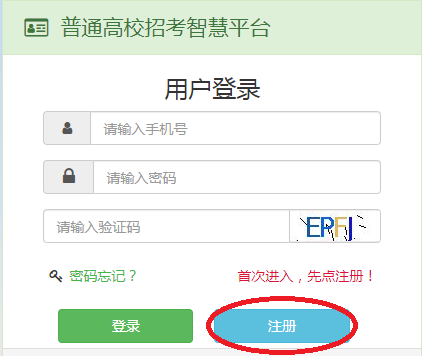 普通高校招考智慧平台
用户登录
请输入手机号
请输入密码
请输入验证码 EPFJ
密码忘记？ 首次进入，先点注册！
登录 注册